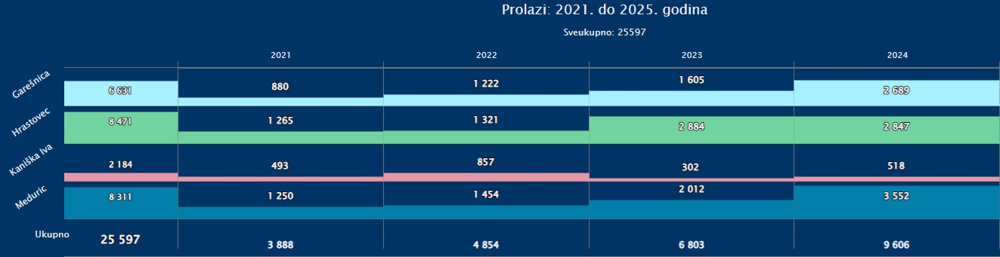 Prolazi: 2021. do 2025. godina
Sveukupno: 25597
2021 2022 2023 2024
Garešnica 6 631 880 1 222 1 605 2 689
Hrastovec 8 471 1 265 1 321 2 884 2 847
Kaniška Iva 2 184 493 857 302 518
Meduric 8 311 1 250 1 454 2 012 3 552
Ukupno 25 597 3 888 4 854 6 803 9 606